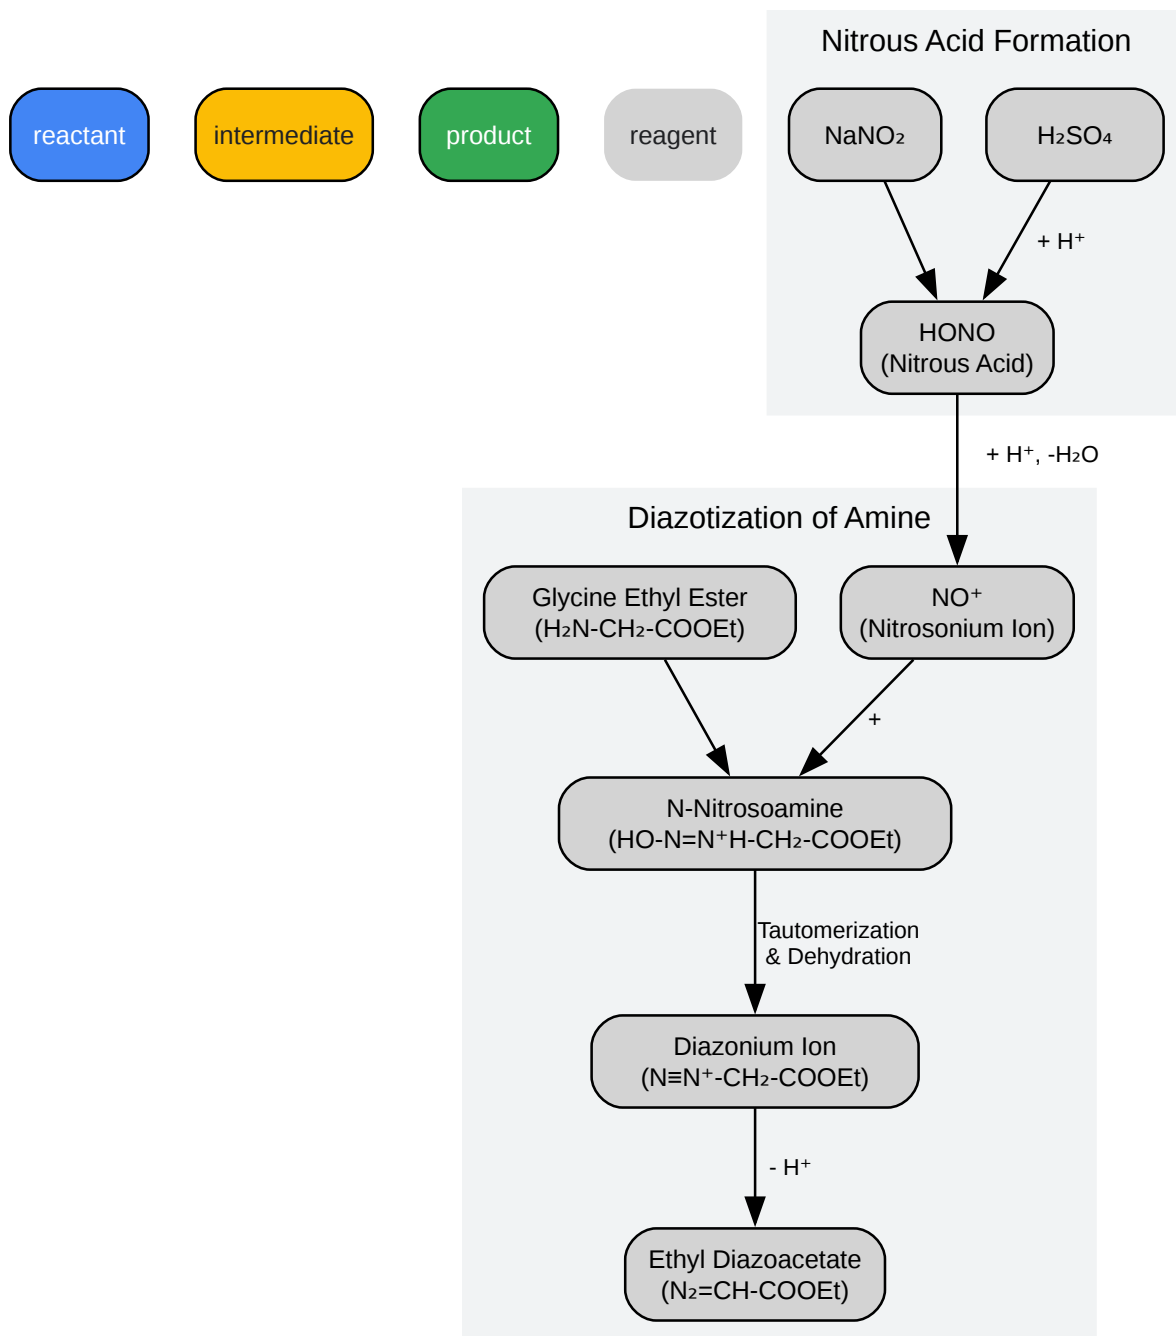 Nitrous Acid Formation
reactant
intermediate
product
reagent
NaNO₂
H₂SO₄
+ H⁺
HONO
(Nitrous Acid)
+ H⁺, -H₂O
Diazotization of Amine
Glycine Ethyl Ester
(H₂N-CH₂-COOEt)
NO⁺
(Nitrosonium Ion)
+
N-Nitrosoamine
(HO-N=N⁺H-CH₂-COOEt)
Tautomerization
& Dehydration
Diazonium Ion
(N≡N⁺-CH₂-COOEt)
- H⁺
Ethyl Diazoacetate
(N₂=CH-COOEt)